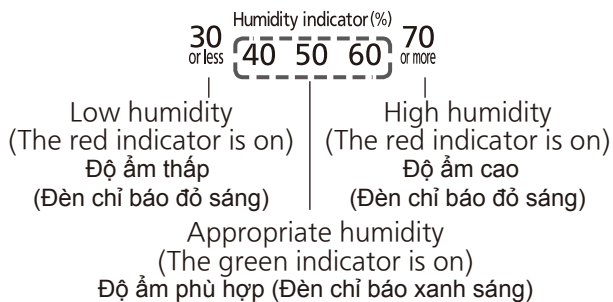 Humidity indicator(%)
30 or less 40 50 60 70 or more
Low humidity
(The red indicator is on)
Độ ẩm thấp
(Đèn chỉ báo đỏ sáng)
High humidity
(The red indicator is on)
Độ ẩm cao
(Đèn chỉ báo đỏ sáng)
Appropriate humidity
(The green indicator is on)
Độ ẩm phù hợp (Đèn chỉ báo xanh sáng)